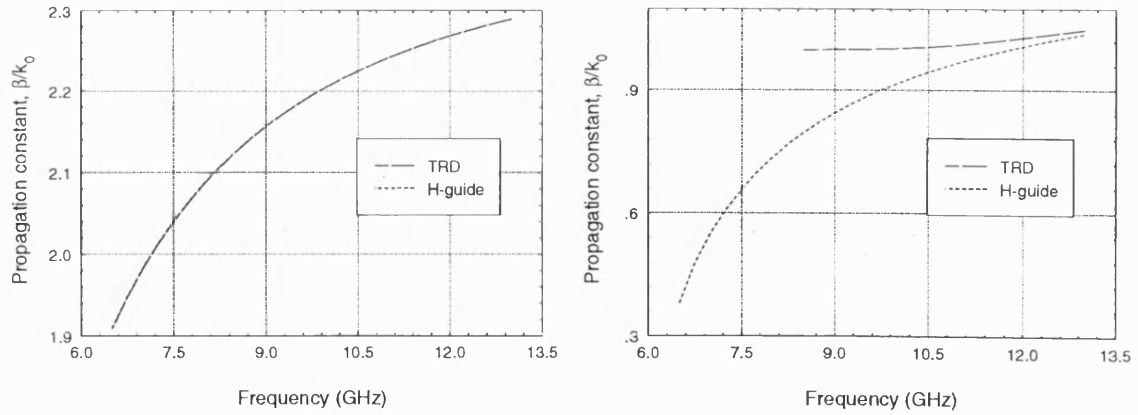 Propagation constant, β/k₀
2.3
2.2
2.1
2.0
1.9
6.0 7.5 9.0 10.5 12.0 13.5
Frequency (GHz)
TRD
H-guide
Propagation constant, β/k₀
.9
.6
.3
6.0 7.5 9.0 10.5 12.0 13.5
Frequency (GHz)
TRD
H-guide